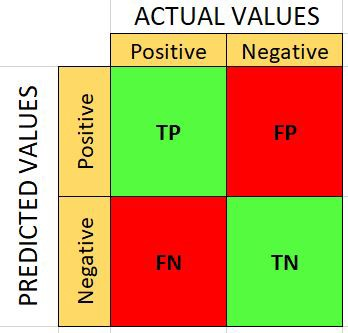 ACTUAL VALUES
Positive Negative
PREDICTED VALUES
Positive
TP FP
Negative
FN TN